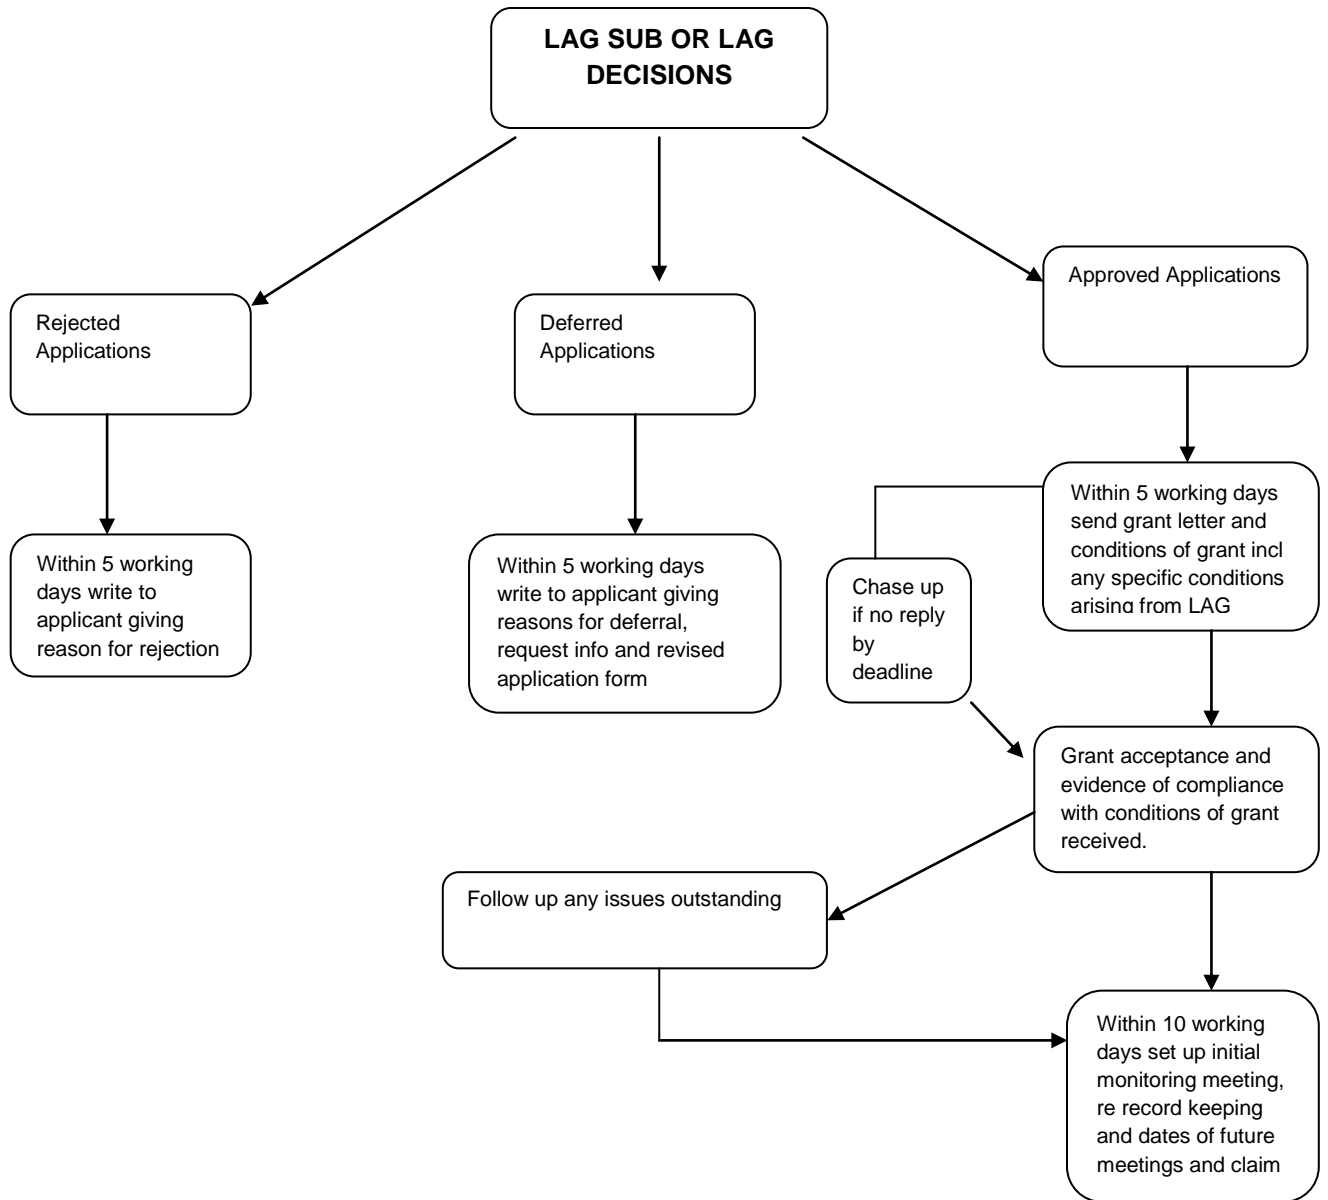 LAG SUB OR LAG
DECISIONS
Rejected
Applications
Deferred
Applications
Approved Applications
Within 5 working
days write to
applicant giving
reason for rejection
Within 5 working days
write to applicant giving
reasons for deferral,
request info and revised
application form
Within 5 working days
send grant letter and
conditions of grant incl
any specific conditions
arising from LAG
Chase up
if no reply
by
deadline
Grant acceptance and
evidence of compliance
with conditions of grant
received.
Follow up any issues outstanding
Within 10 working
days set up initial
monitoring meeting,
re record keeping
and dates of future
meetings and claim